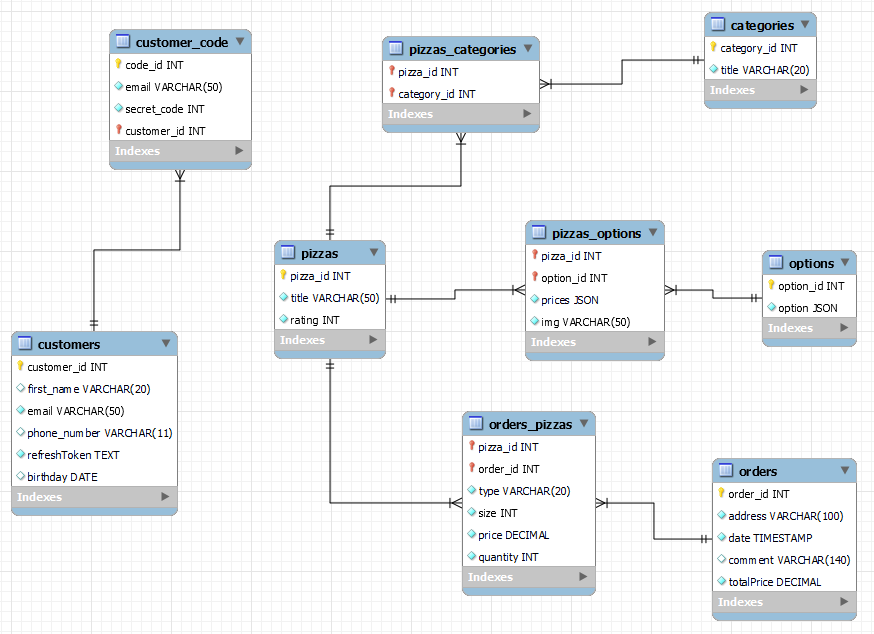 customer_code
code_id INT
email VARCHAR(50)
secret_code INT
customer_id INT
Indexes
pizzas_categories
pizza_id INT
category_id INT
Indexes
categories
category_id INT
title VARCHAR(20)
Indexes
pizzas
pizza_id INT
title VARCHAR(50)
rating INT
Indexes
pizzas_options
pizza_id INT
option_id INT
prices JSON
img VARCHAR(50)
Indexes
options
option_id INT
option JSON
Indexes
customers
customer_id INT
first_name VARCHAR(20)
email VARCHAR(50)
phone_number VARCHAR(11)
refreshToken TEXT
birthday DATE
Indexes
orders_pizzas
pizza_id INT
order_id INT
type VARCHAR(20)
size INT
price DECIMAL
quantity INT
Indexes
orders
order_id INT
address VARCHAR(100)
date TIMESTAMP
comment VARCHAR(140)
totalPrice DECIMAL
Indexes